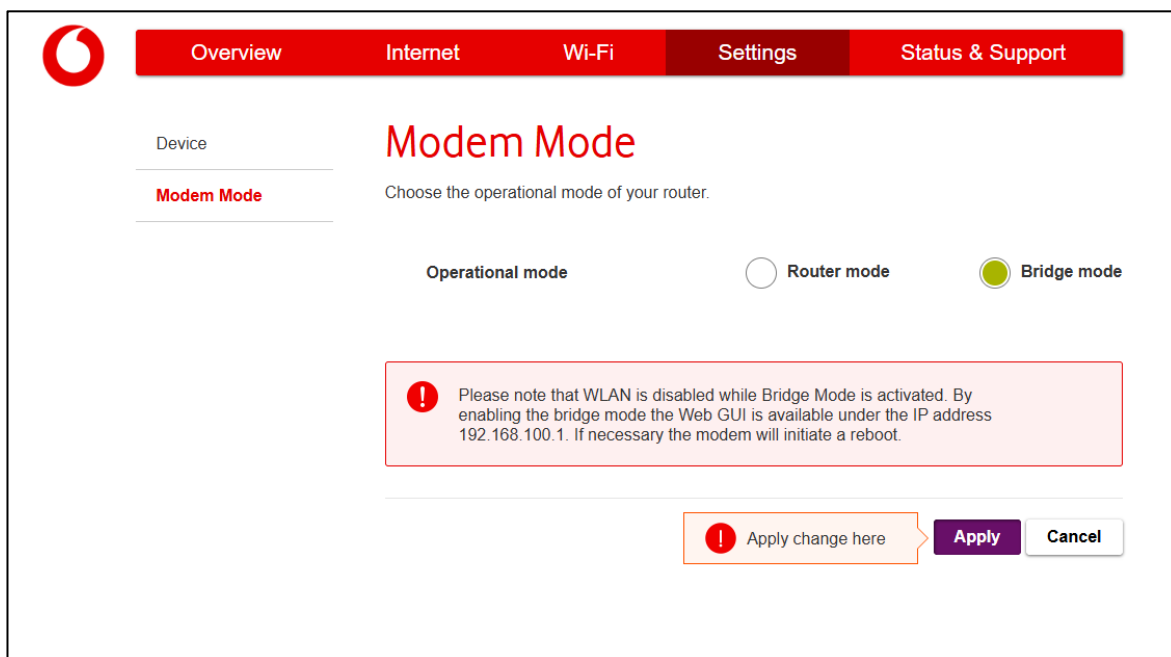 Overview Internet Wi-Fi Settings Status & Support
Device
Modem Mode
Modem Mode
Choose the operational mode of your router.
Operational mode Router mode Bridge mode
Please note that WLAN is disabled while Bridge Mode is activated. By
enabling the bridge mode the Web GUI is available under the IP address
192.168.100.1. If necessary the modem will initiate a reboot.
Apply change here Apply Cancel